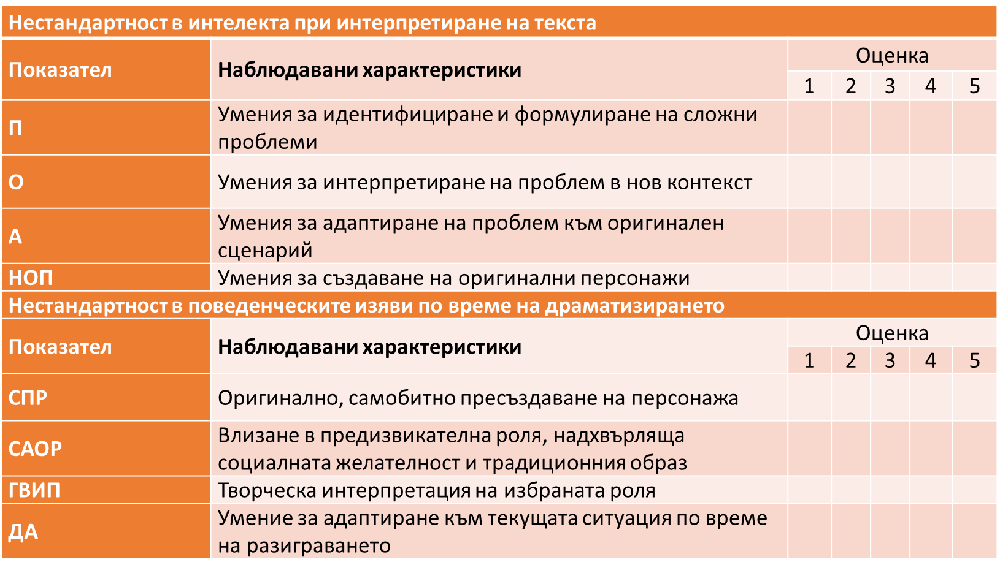 Нестандартност в интелекта при интерпретиране на текста
Показател
Наблюдавани характеристики
Оценка
1 2 3 4 5
П
Умения за идентифициране и формулиране на сложни
проблеми
О
Умения за интерпретиране на проблем в нов контекст
А
Умения за адаптиране на проблем към оригинален
сценарий
НОП
Умения за създаване на оригинални персонажи
Нестандартност в поведенческите изяви по време на драматизирането
Показател
Наблюдавани характеристики
Оценка
1 2 3 4 5
СПР
Оригинално, самобитно пресъздаване на персонажа
САОР
Влизане в предизвикателна роля, надхвърляща
социалната желателност и традиционния образ
ГВИП
Творческа интерпретация на избраната роля
ДА
Умение за адаптиране към текущата ситуация по време
на разиграването